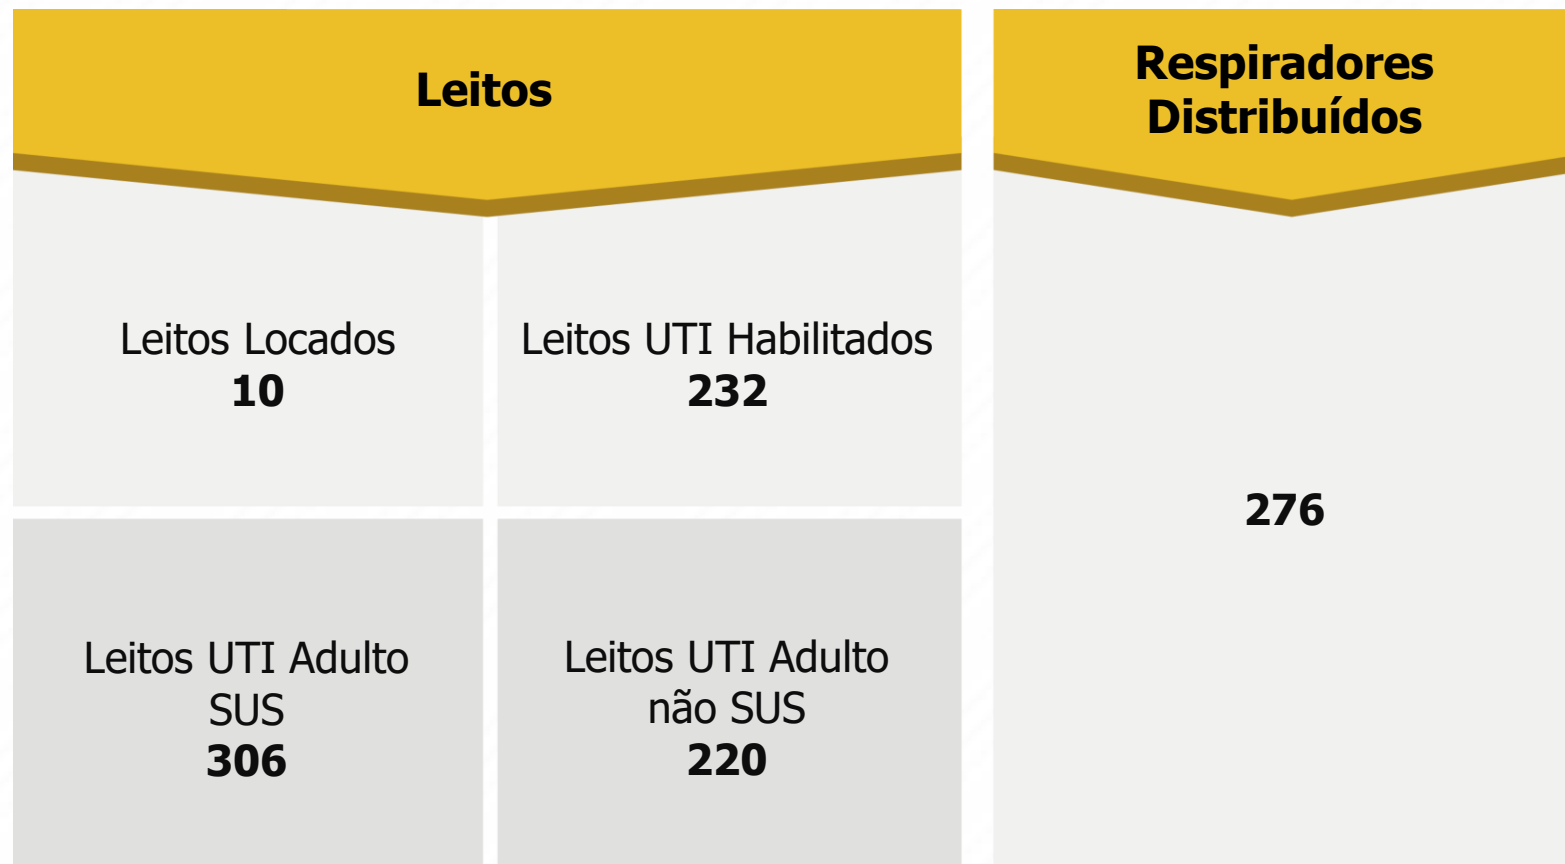 Leitos
Respiradores
Distribuídos
Leitos Locados
10
Leitos UTI Habilitados
232
276
Leitos UTI Adulto
SUS
306
Leitos UTI Adulto
não SUS
220